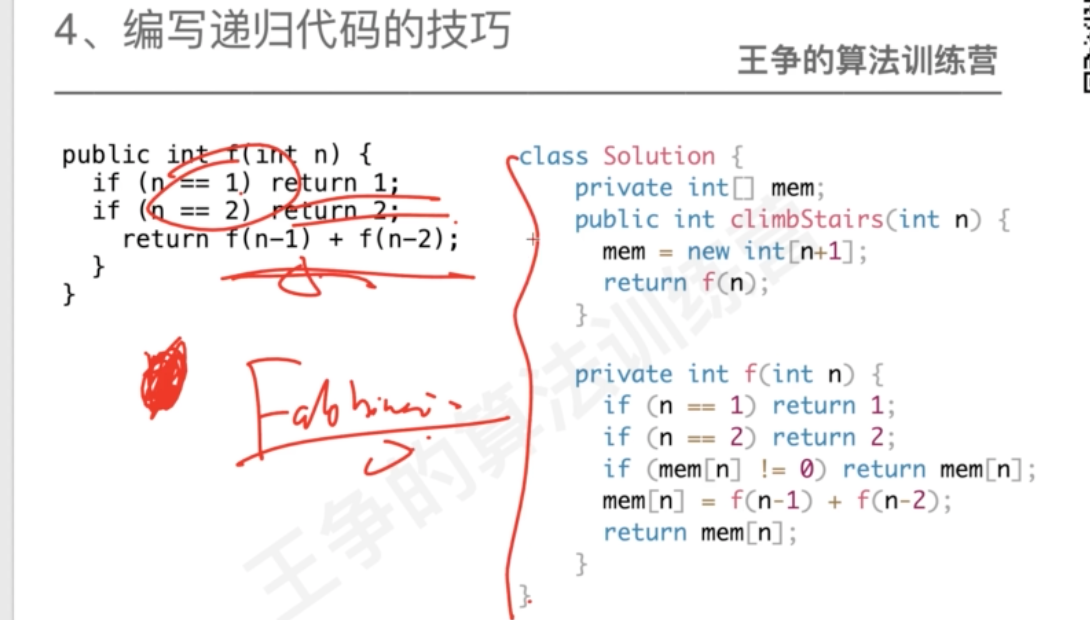 4、编写递归代码的技巧
王争的算法训练营
public int f(int n) {
if (n == 1) return 1;
if (n == 2) return 2;
return f(n-1) + f(n-2);
}
}
class Solution {
private int[] mem;
public int climbStairs(int n) {
mem = new int[n+1];
return f(n);
}
private int f(int n) {
if (n == 1) return 1;
if (n == 2) return 2;
if (mem[n] != 0) return mem[n];
mem[n] = f(n-1) + f(n-2);
return mem[n];
}
}
王争的算法训练营